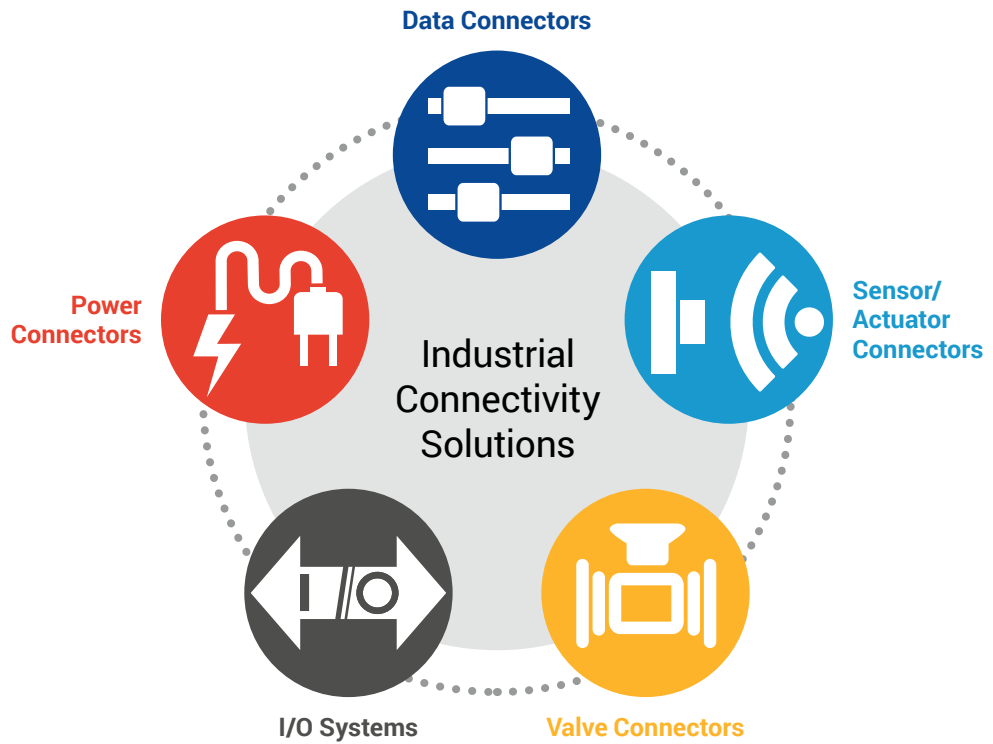 Data Connectors
Power
Connectors
Sensor/
Actuator
Connectors
Industrial
Connectivity
Solutions
I/O
I/O Systems
Valve Connectors